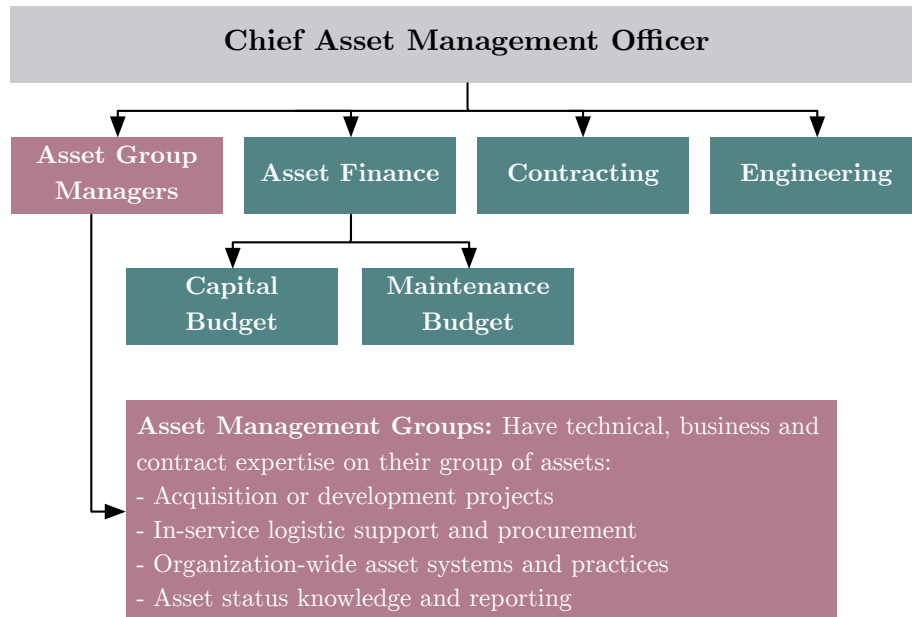 Chief Asset Management Officer
Asset Group
Managers
Asset Finance
Contracting
Engineering
Capital
Budget
Maintenance
Budget
Asset Management Groups: Have technical, business and
contract expertise on their group of assets:
- Acquisition or development projects
- In-service logistic support and procurement
- Organization-wide asset systems and practices
- Asset status knowledge and reporting